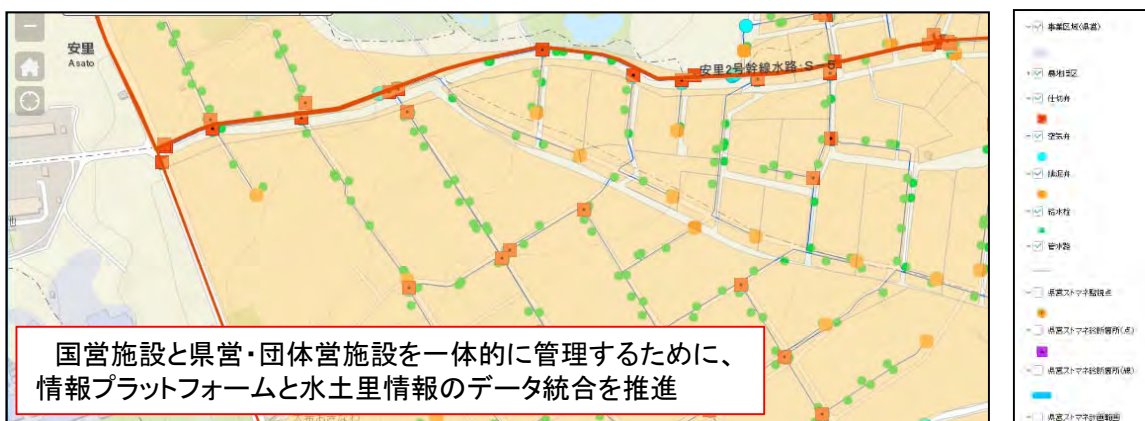 安里
Asato
安里2号幹線水路:S-5
国営施設と県営・団体営施設を一体的に管理するために、
情報プラットフォームと水土里情報のデータ統合を推進
事業区域(県営)
農地筆区
仕切弁
空気弁
排泥弁
給水栓
管水路
県営ストマネ監視点
県営ストマネ診断箇所(点)
県営ストマネ診断箇所(線)
県営ストマネ計画範囲